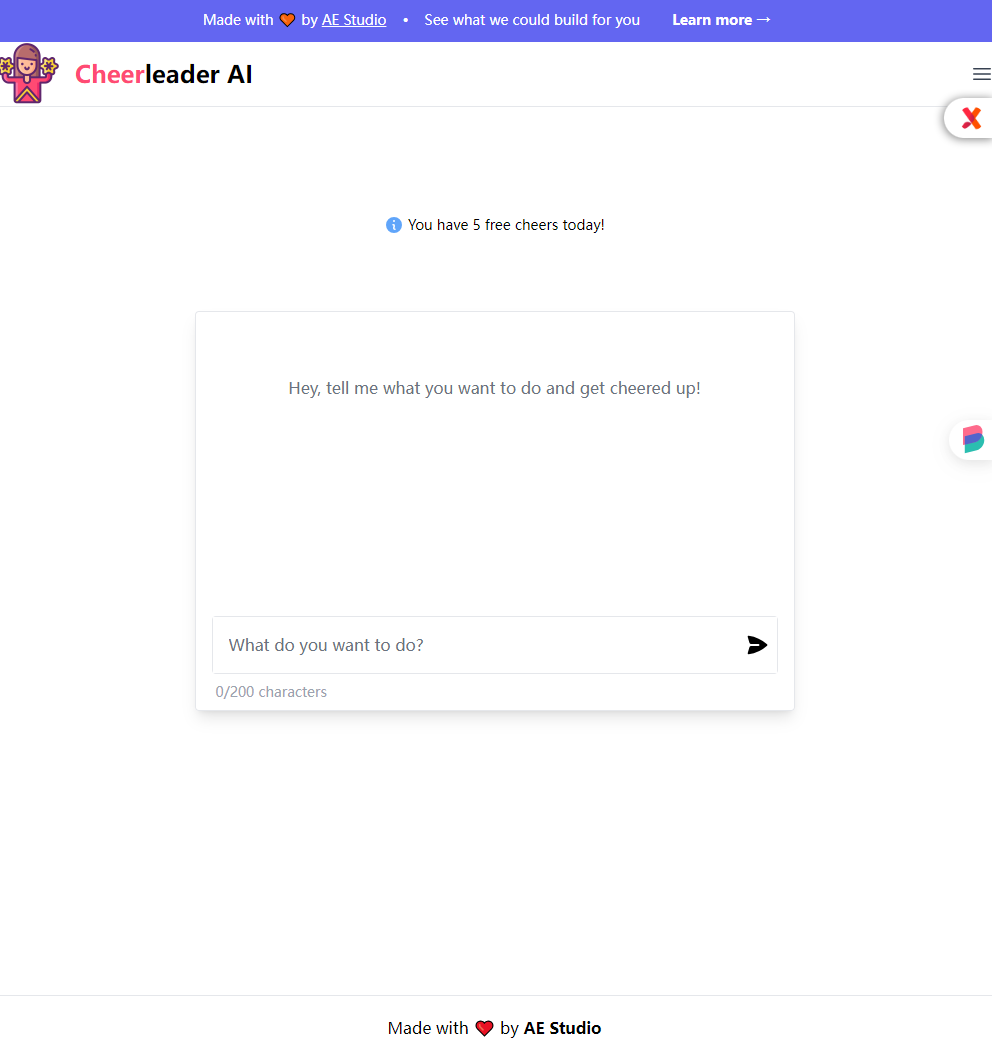 Made with 🧡 by AE Studio • See what we could build for you Learn more →
Cheerleader AI
You have 5 free cheers today!
Hey, tell me what you want to do and get cheered up!
What do you want to do?
0/200 characters
Made with ❤️ by AE Studio